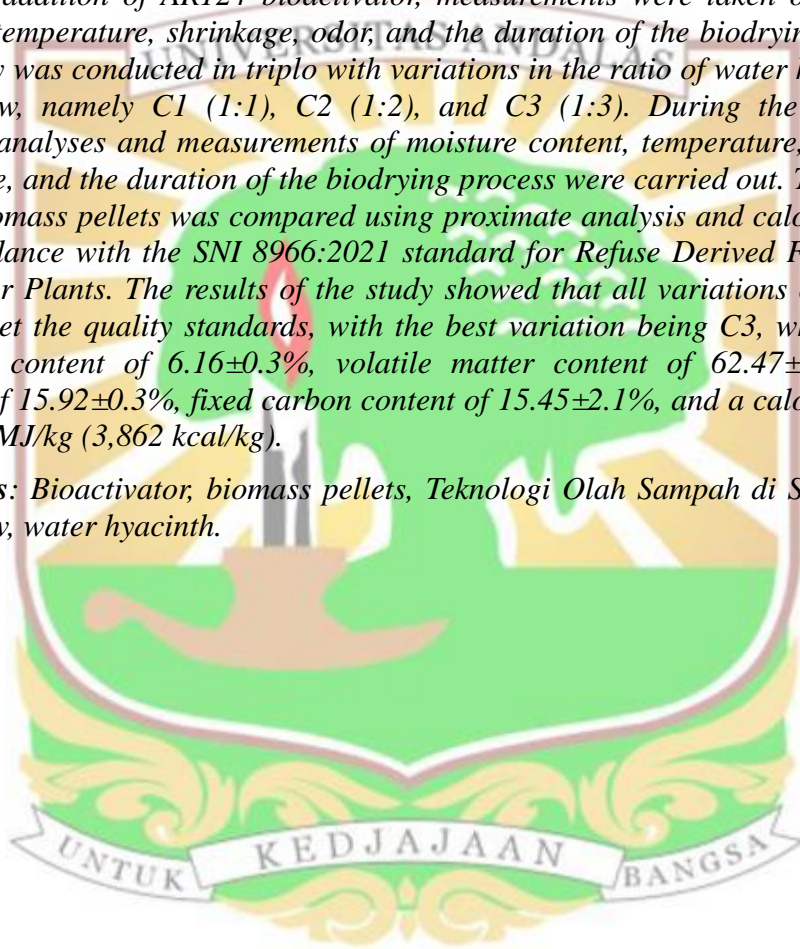 addition of AR124 bioactivator, measurements were taken
UNIVERSITAS ANDALAS
temperature, shrinkage, odor, and the duration of the biodryin
was conducted in triplo with variations in the ratio of water
namely C1 (1:1), C2 (1:2), and C3 (1:3). During the
analyses and measurements of moisture content, temperature,
and the duration of the biodrying process were carried out.
omass pellets was compared using proximate analysis and calo
dance with the SNI 8966:2021 standard for Refuse Derived F
r Plants. The results of the study showed that all variations
et the quality standards, with the best variation being C3, w
content of 6.16±0.3%, volatile matter content of 62.47±
f 15.92±0.3%, fixed carbon content of 15.45±2.1%, and a calo
MJ/kg (3,862 kcal/kg).
s: Bioactivator, biomass pellets, Teknologi Olah Sampah di S
w, water hyacinth.
UNTUK KEDJAJAAN BANGSA